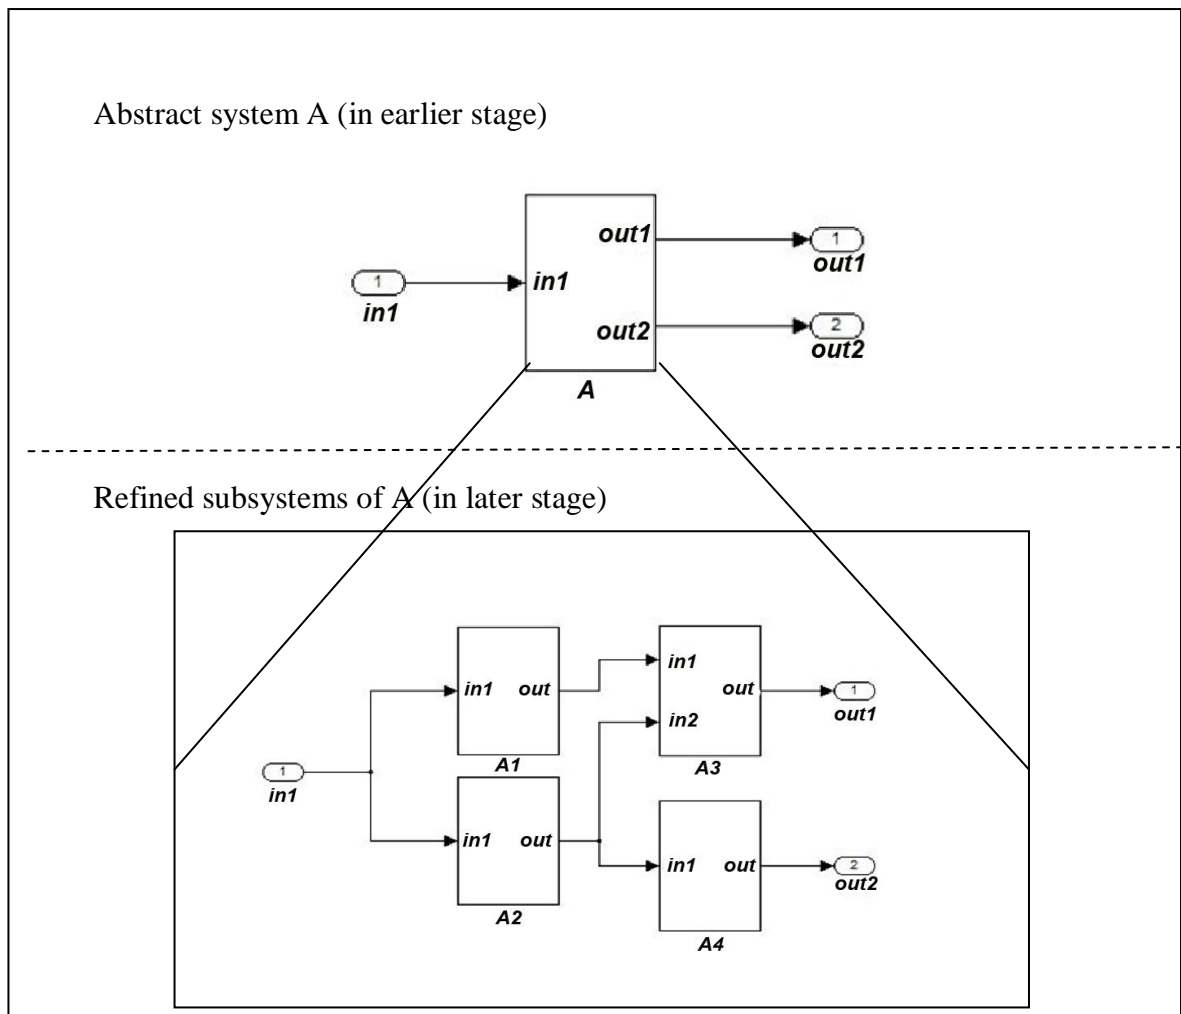 Abstract system A (in earlier stage)
out1
1
out1
1
in1
in1
out2
2
out2
A
Refined subsystems of A (in later stage)
in1
out
A1
in1
in2
out
A3
1
out1
1
in1
in1
out
A2
in1
out
A4
2
out2